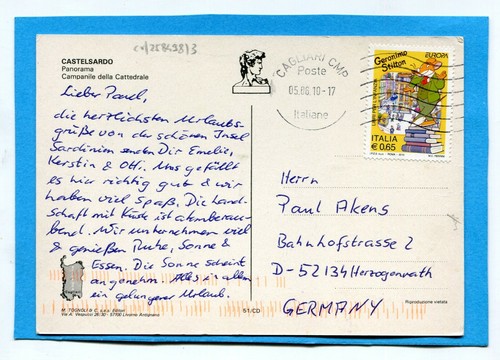 CASTELSARDO
Panorama
Campanile della Cattedrale
Lieber Paul,
die herzlichsten Urlaubs-
grüße von der schönen Insel
Sardinien senden Dir Emelie,
Kerstin & Otti. Uns gefällt
es hier richtig gut & wir
haben viel Spaß. Die Land-
schaft mit Küste ist atemberau-
bend. Wir unternehmen viel
& genießen Ruhe, Sonne &
Essen. Die Sonne scheint
angenehm. Alles in allem
ein gelungener Urlaub.
CAGLIARI CMP
Poste
05.08.10-17
Italiane
Geronimo
Stilton
EUROPA
ITALIA
€ 0,65
Herrn
Paul Akens
Bahnhofstrasse 2
D-52134 Herzogenrath
GERMANY
Riproduzione vietata